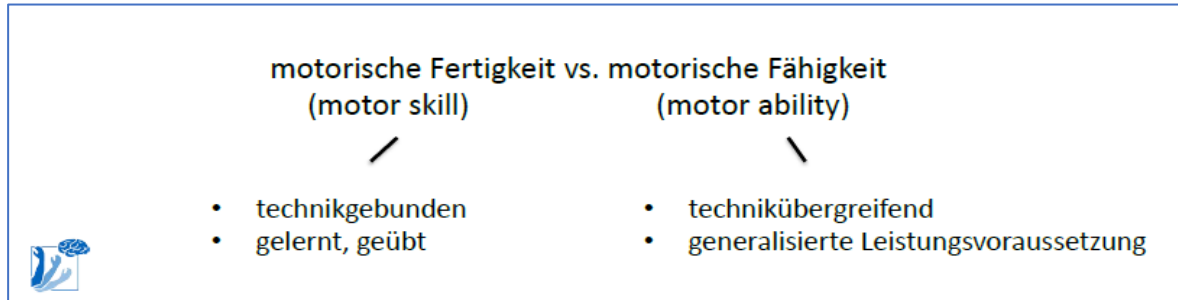 motorische Fertigkeit vs. motorische Fähigkeit
(motor skill) (motor ability)
• technikgebunden
• gelernt, geübt
• technikübergreifend
• generalisierte Leistungsvoraussetzung